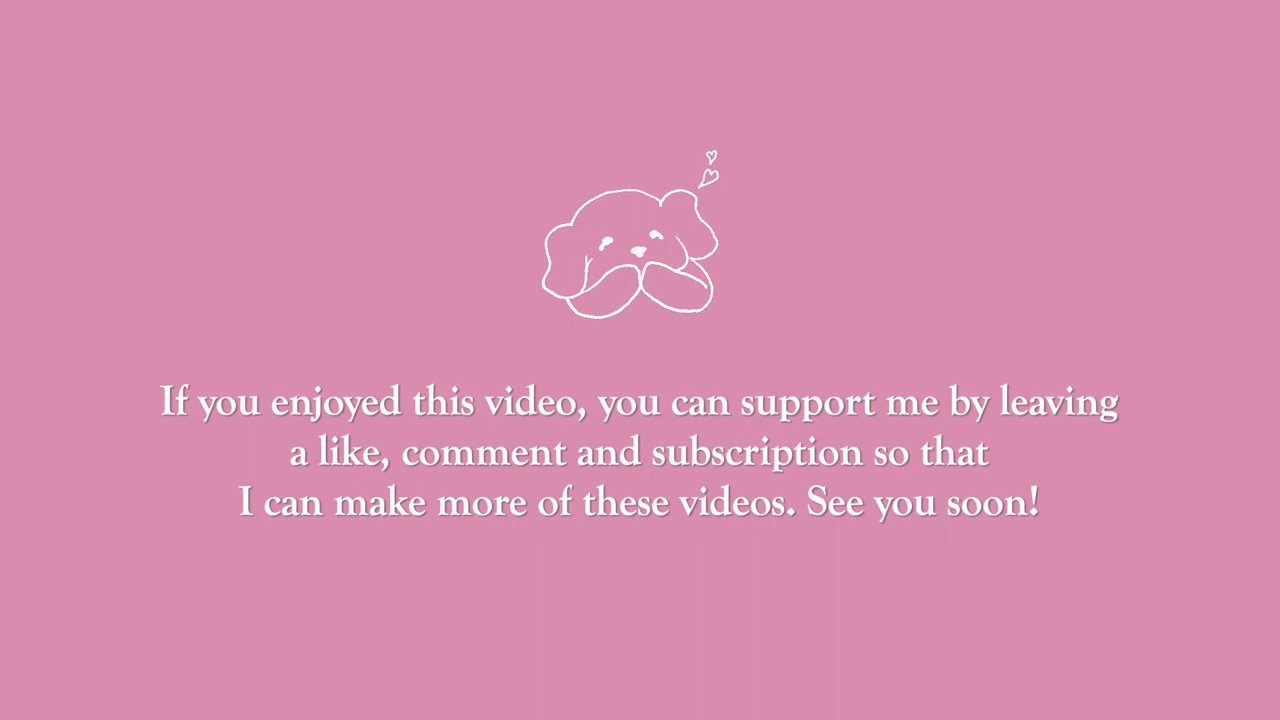 If you enjoyed this video, you can support me by leaving
a like, comment and subscription so that
I can make more of these videos. See you soon!